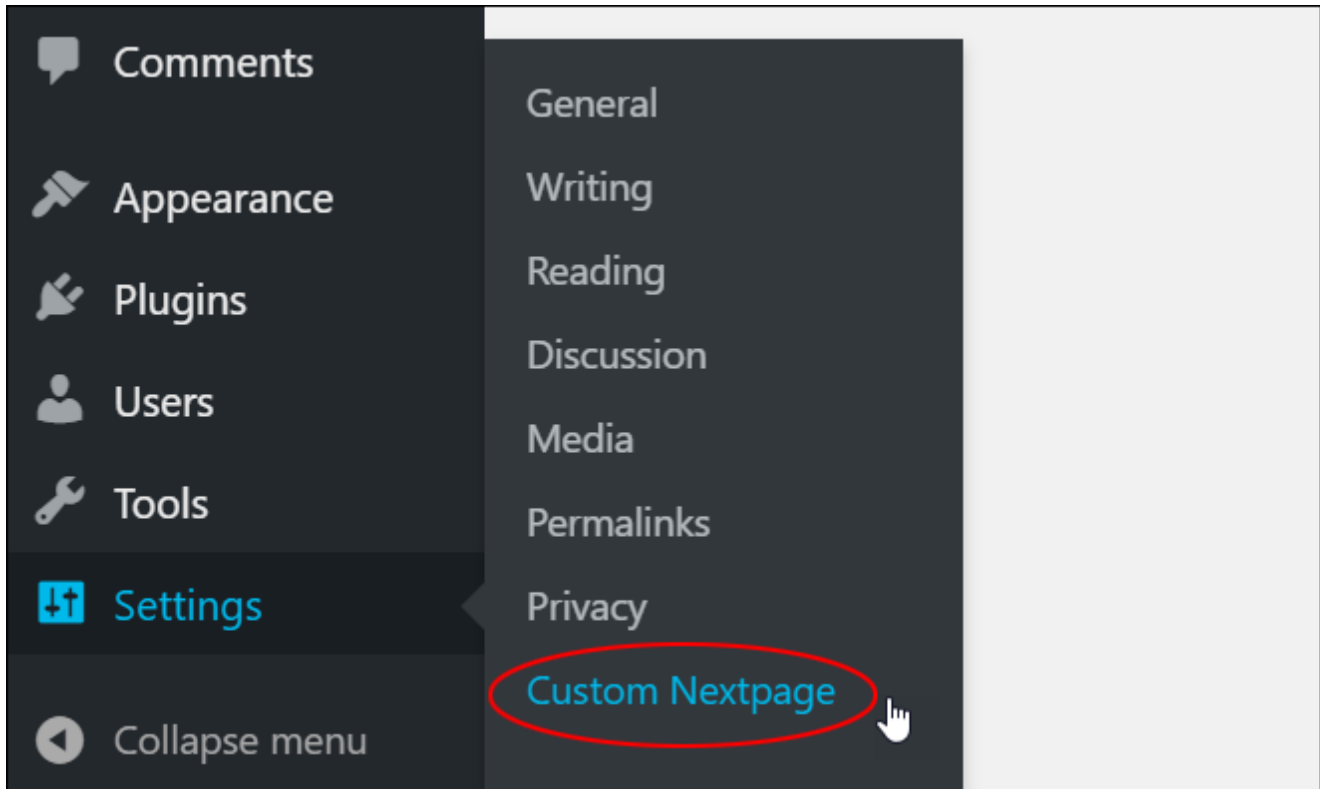 Comments
Appearance
Plugins
Users
Tools
Settings
Collapse menu
General
Writing
Reading
Discussion
Media
Permalinks
Privacy
Custom Nextpage